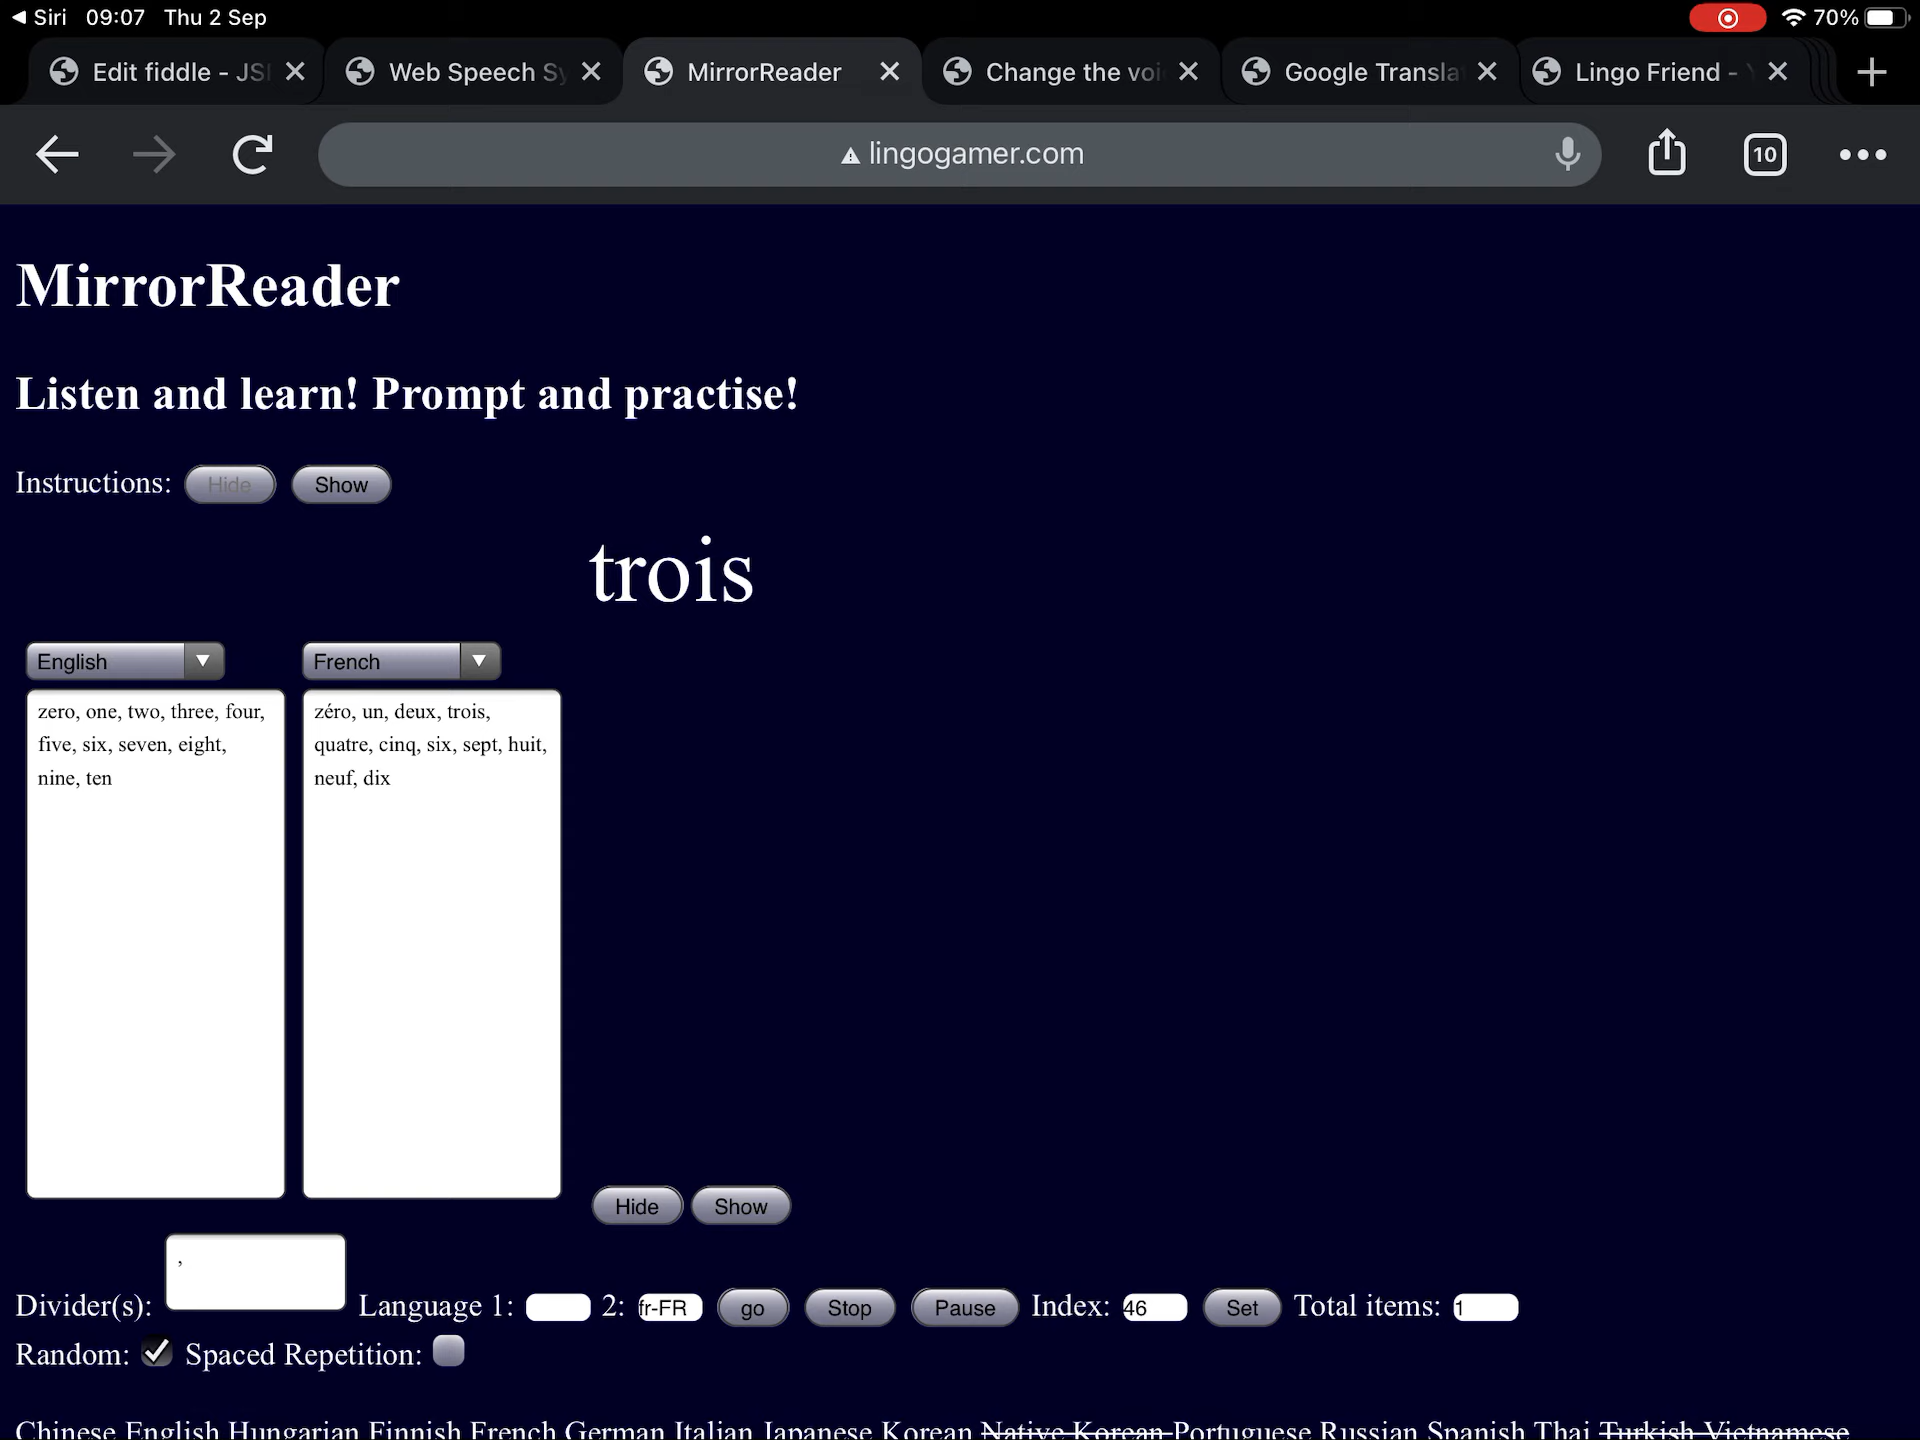 Siri 09:07 Thu 2 Sep 70%
Edit fiddle - JSI Web Speech Sy MirrorReader Change the voi Google Transla Lingo Friend -
lingogamer.com 10
MirrorReader
Listen and learn! Prompt and practise!
Instructions: Hide Show
trois
English French
zero, one, two, three, four,
five, six, seven, eight,
nine, ten
zéro, un, deux, trois,
quatre, cinq, six, sept, huit,
neuf, dix
Hide Show
,
Divider(s): Language 1: 2: fr-FR go Stop Pause Index: 46 Set Total items: 1
Random: Spaced Repetition:
Chinese English Hungarian Finnish French German Italian Japanese Korean Native Korean Portuguese Russian Spanish Thai Turkish Vietnamese